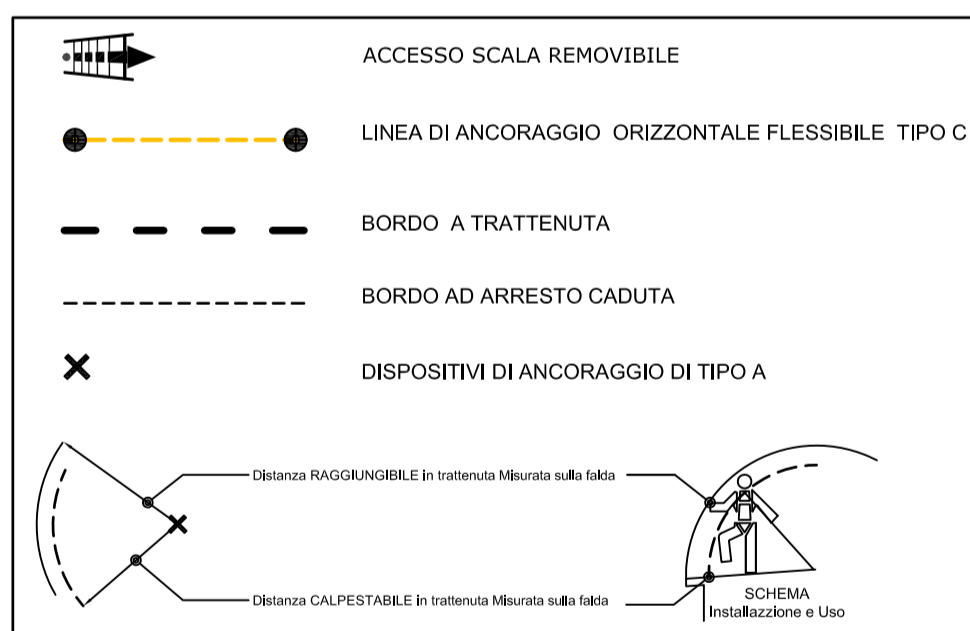 ACCESSO SCALA REMOVIBILE
LINEA DI ANCORAGGIO ORIZZONTALE FLESSIBILE TIPO C
BORDO A TRATTENUTA
BORDO AD ARRESTO CADUTA
DISPOSITIVI DI ANCORAGGIO DI TIPO A
Distanza RAGGIUNGIBILE in trattenuta Misurata sulla falda
Distanza CALPESTABILE in trattenuta Misurata sulla falda
SCHEMA
Installazzione e Uso